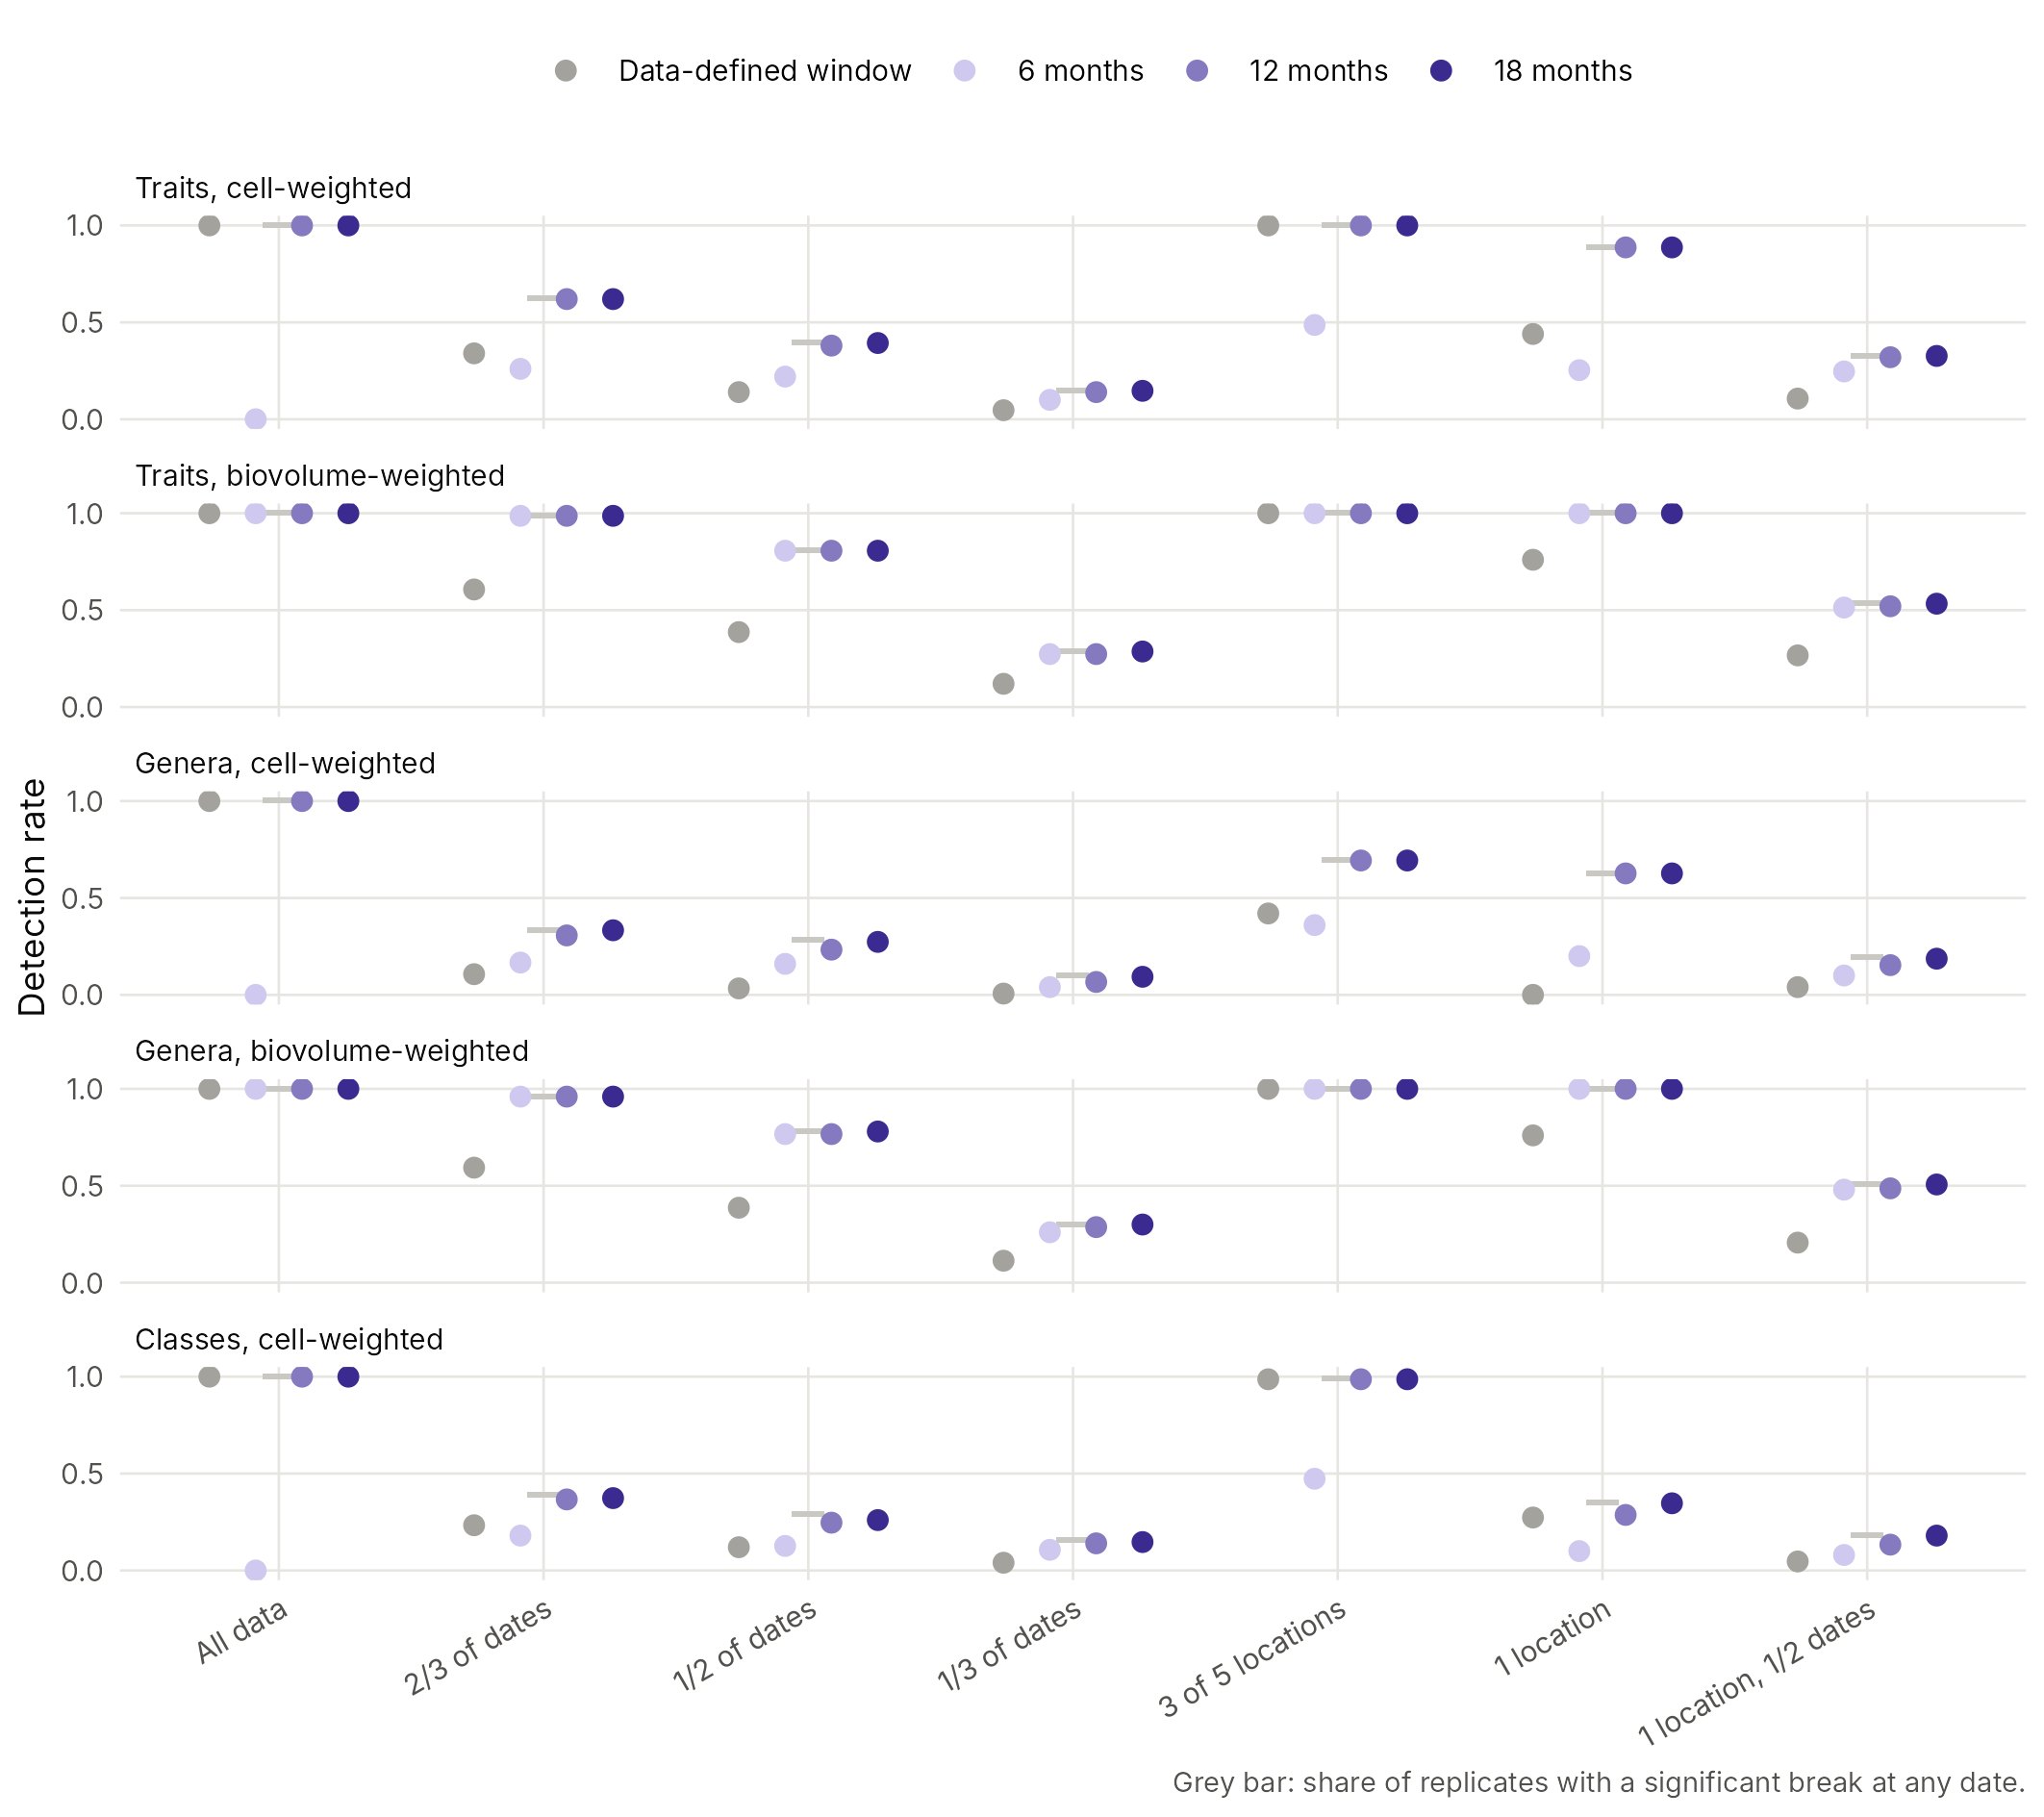 Data-defined window 6 months 12 months 18 months
Traits, cell-weighted
1.0
0.5
0.0
Traits, biovolume-weighted
1.0
0.5
0.0
Genera, cell-weighted
1.0
0.5
0.0
Genera, biovolume-weighted
1.0
0.5
0.0
Classes, cell-weighted
1.0
0.5
0.0
Detection rate
All data
2/3 of dates
1/2 of dates
1/3 of dates
3 of 5 locations
1 location
1 location, 1/2 dates
Grey bar: share of replicates with a significant break at any date.